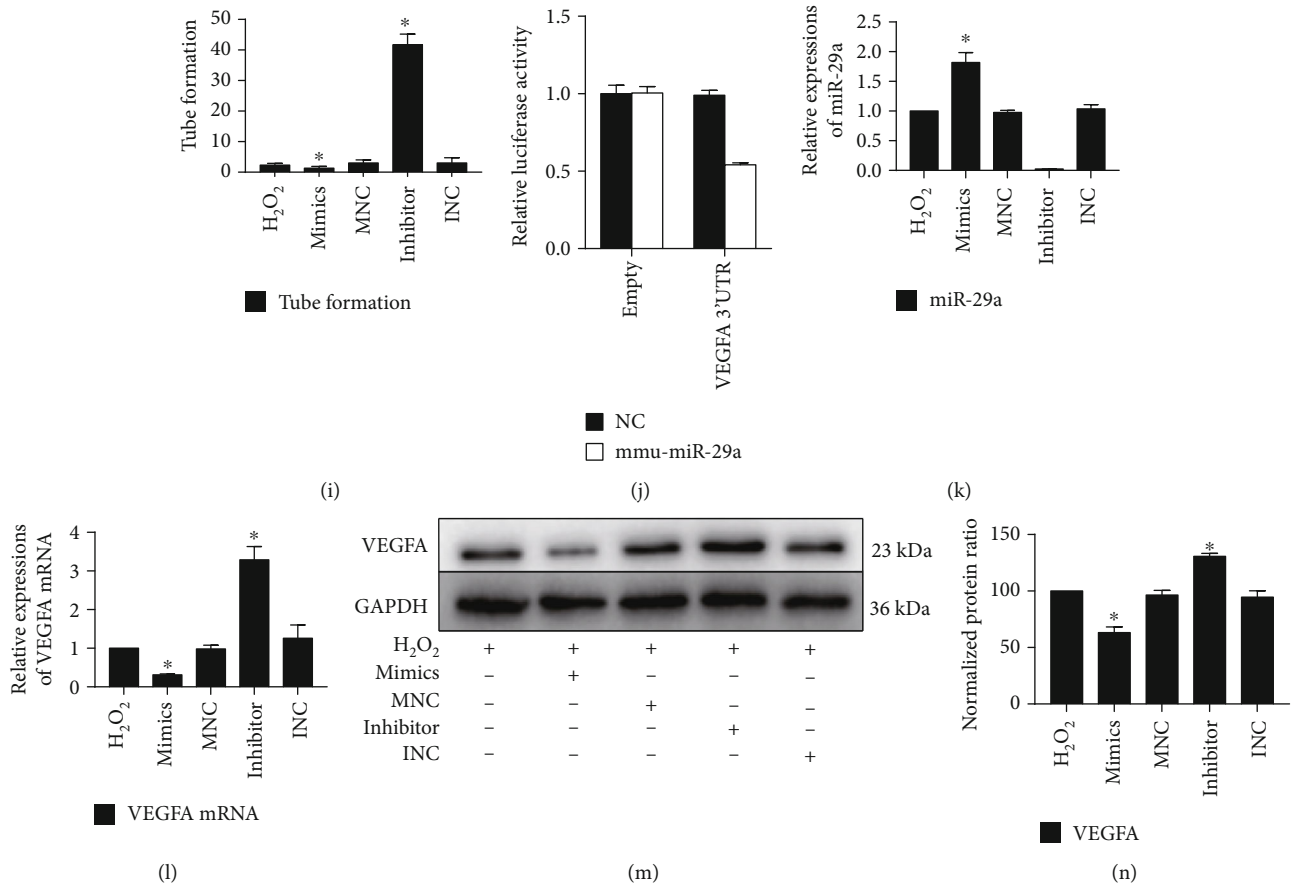 Tube formation
50
40
30
20
10
0
*
*
H₂O₂
Mimics
MNC
Inhibitor
INC
Tube formation
(i)
Relative luciferase activity
1.5
1.0
0.5
0.0
Empty
VEGFA 3'UTR
NC
mmu-miR-29a
(j)
Relative expressions
of miR-29a
2.5
2.0
1.5
1.0
0.5
0.0
*
H₂O₂
Mimics
MNC
Inhibitor
INC
miR-29a
(k)
Relative expressions
of VEGFA mRNA
4
3
2
1
0
*
*
H₂O₂
Mimics
MNC
Inhibitor
INC
VEGFA mRNA
(l)
VEGFA 23 kDa
GAPDH 36 kDa
H₂O₂ + + + + +
Mimics – + – – –
MNC – – + – –
Inhibitor – – – + –
INC – – – – +
(m)
Normalized protein ratio
150
100
50
0
*
*
H₂O₂
Mimics
MNC
Inhibitor
INC
VEGFA
(n)